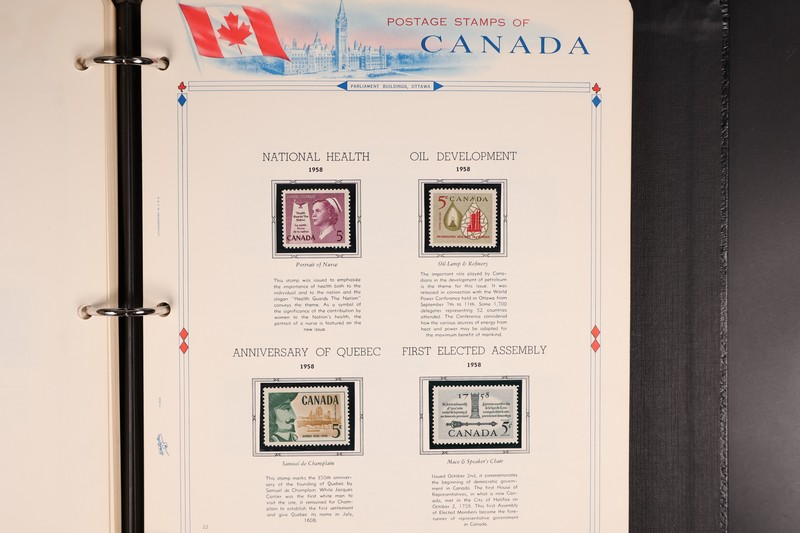 POSTAGE STAMPS OF
CANADA
PARLIAMENT BUILDINGS, OTTAWA
NATIONAL HEALTH
1958
CANADA 5
Portrait of Nurse
This stamp was issued to emphasize
the importance of health both to the
individual and to the nation and the
slogan "Health Guards The Nation"
conveys the theme. As a symbol of
the significance of the contribution by
women to the Nation's health, the
portrait of a nurse is featured on the
new issue.
OIL DEVELOPMENT
1958
5c CANADA
Oil Lamp & Refinery
The important role played by Cana-
dians in the development of petroleum
is the theme for this issue. It was
released in connection with the World
Power Conference held in Ottawa from
September 7th to 11th. Some 1,700
delegates representing 52 countries
attended. The Conference considered
how the various sources of energy from
heat and power may be adapted for
the maximum benefit of mankind.
ANNIVERSARY OF QUEBEC
1958
CANADA
5c
Samuel de Champlain
This stamp marks the 350th anniver-
sary of the founding of Quebec by
Samuel de Champlain. While Jacques
Cartier was the first white man to
visit the site, it remained for Cham-
plain to establish the first settlement
and give Quebec its name in July,
1608.
FIRST ELECTED ASSEMBLY
1958
1758
CANADA 5c
Mace & Speaker's Chair
Issued October 2nd, it commemorates
the beginning of democratic govern-
ment in Canada. The first House of
Representatives, in what is now Can-
ada, met in the City of Halifax on
October 2, 1758. This first Assembly
of Elected Members became the fore-
runner of representative government
in Canada.